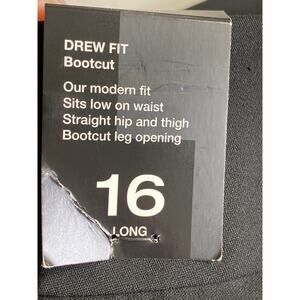 DREW FIT
Bootcut
Our modern fit
Sits low on waist
Straight hip and thigh
Bootcut leg opening
16
LONG